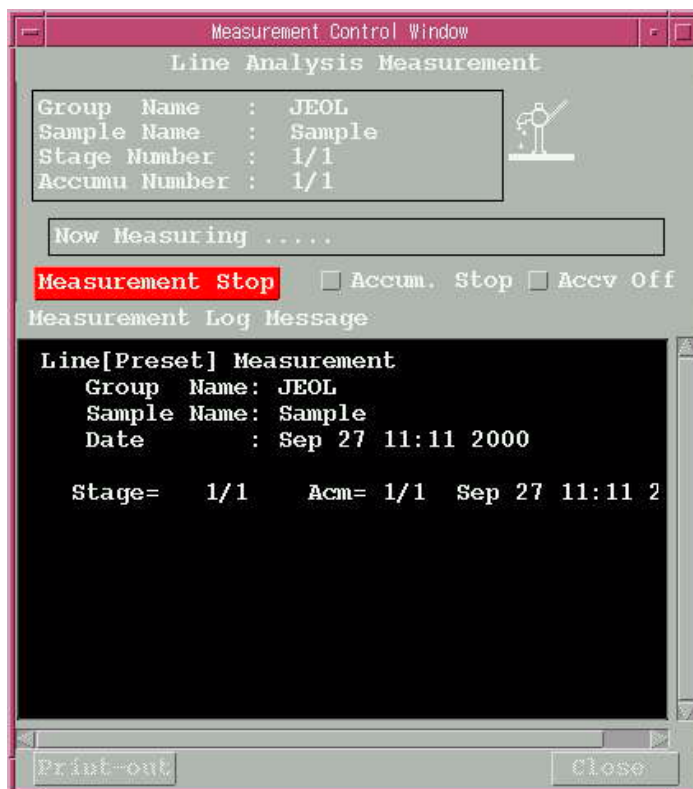 Measurement Control Window
Line Analysis Measurement
Group Name : JEOL
Sample Name : Sample
Stage Number : 1/1
Accumu Number : 1/1
Now Measuring .....
Measurement Stop Accum. Stop Accv Off
Measurement Log Message
Line[Preset] Measurement
Group Name: JEOL
Sample Name: Sample
Date : Sep 27 11:11 2000
Stage= 1/1 Acm= 1/1 Sep 27 11:11 2
Print-out Close